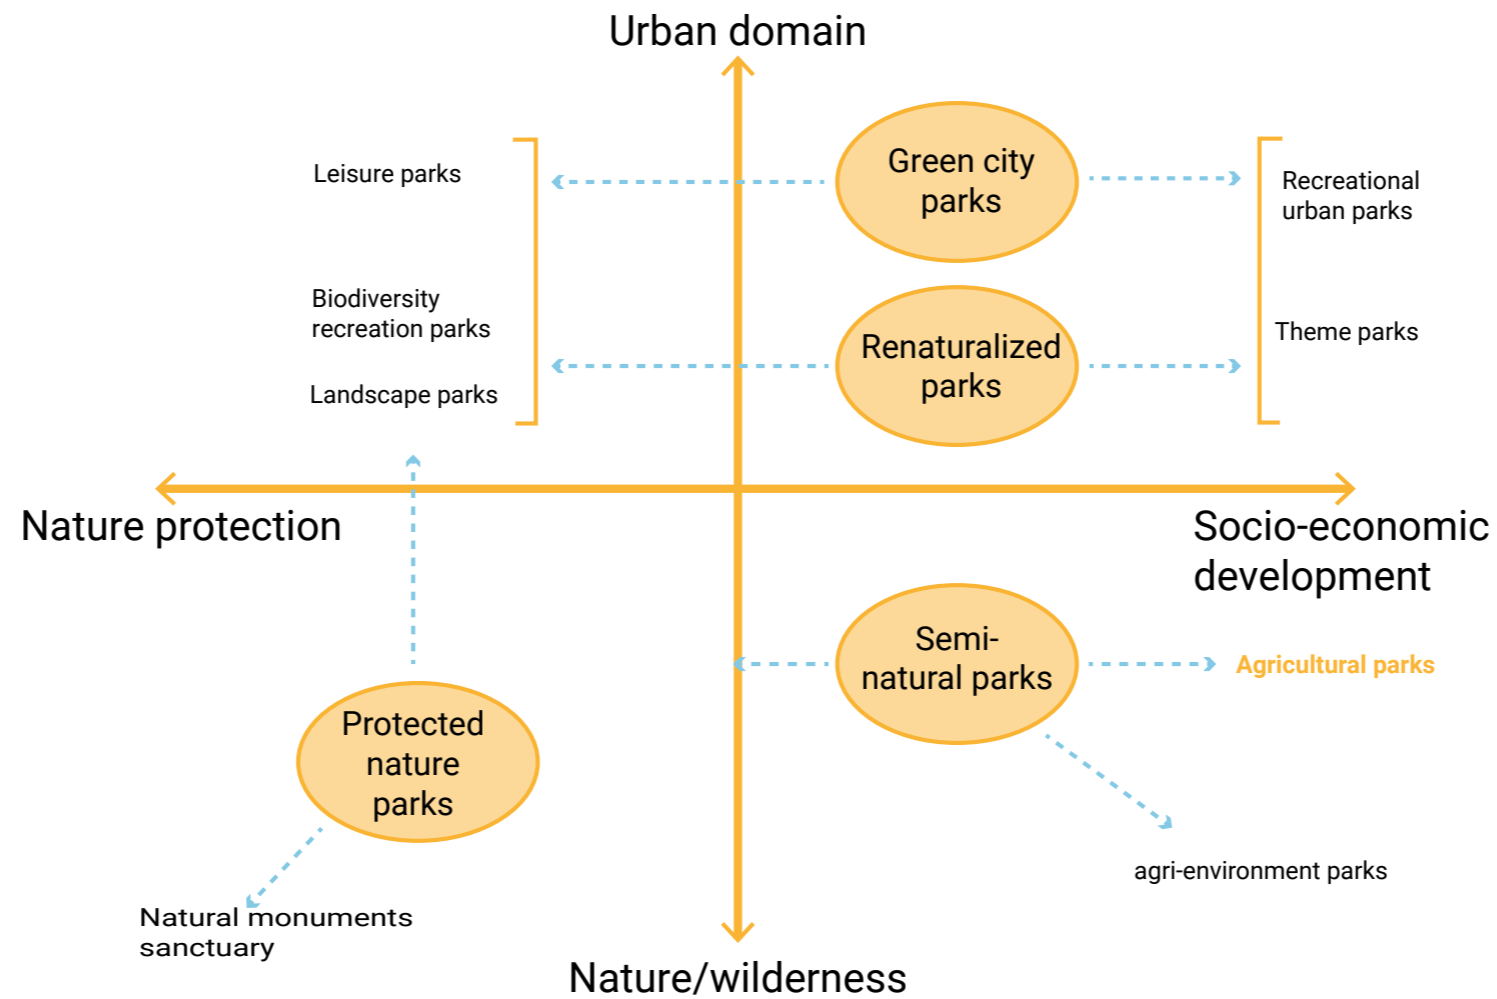 Urban domain
Green city
parks
Leisure parks
Recreational
urban parks
Biodiversity
recreation parks
Renaturalized
parks
Theme parks
Landscape parks
Nature protection
Socio-economic
development
Semi-
natural parks
Agricultural parks
Protected
nature
parks
agri-environment parks
Natural monuments
sanctuary
Nature/wilderness